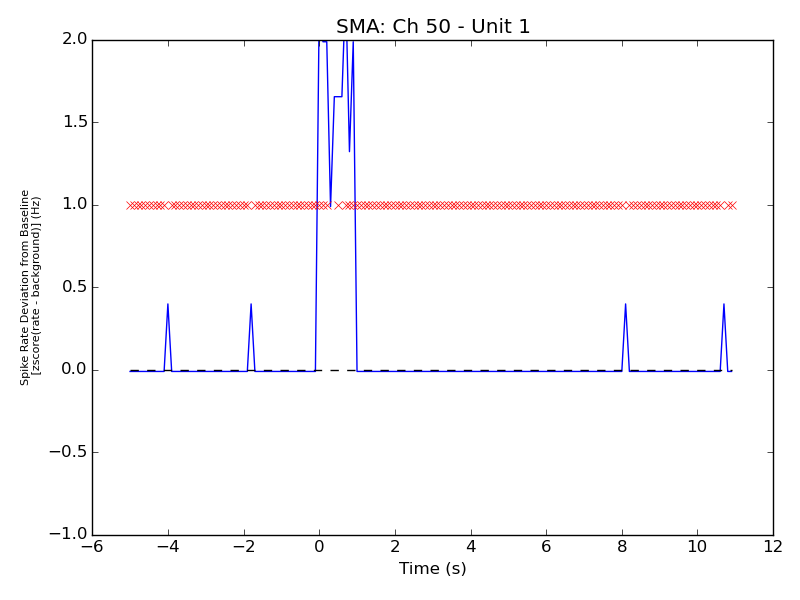 SMA: Ch 50 - Unit 1
2.0
1.5
1.0
0.5
0.0
−0.5
−1.0
Spike Rate Deviation from Baseline
[zscore(rate - background)] (Hz)
−6 −4 −2 0 2 4 6 8 10 12
Time (s)